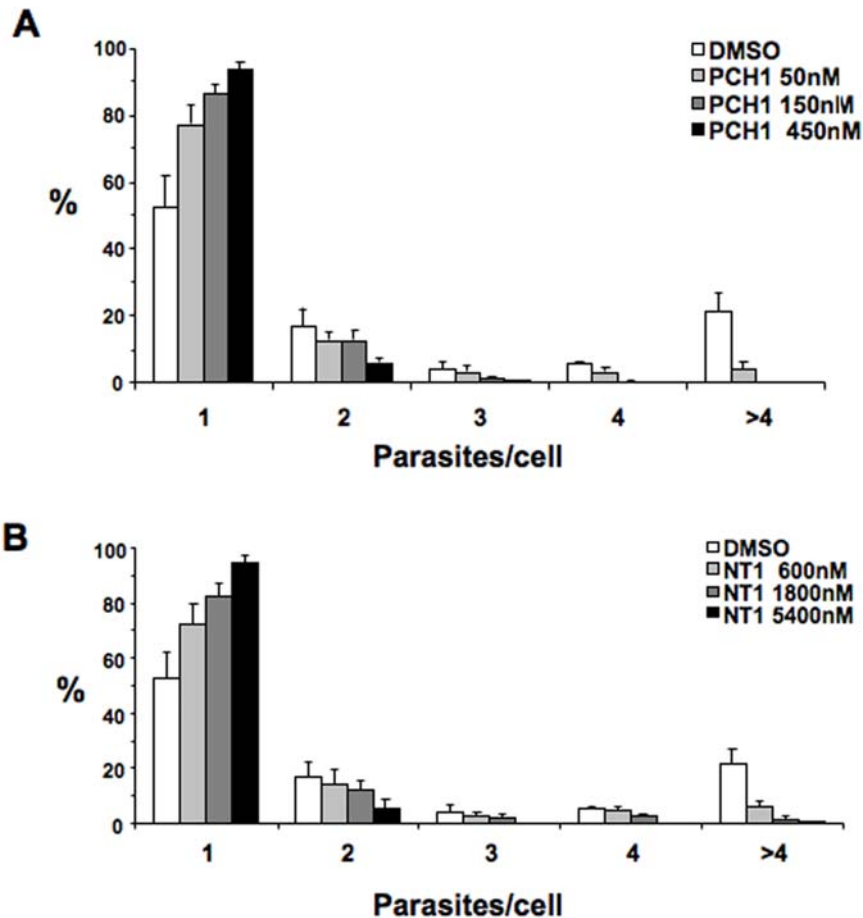 A
100
80
60
40
20
0
%
DMSO
PCH1 50nM
PCH1 150nM
PCH1 450nM
1 2 3 4 >4
Parasites/cell
B
100
80
60
40
20
0
%
DMSO
NT1 600nM
NT1 1800nM
NT1 5400nM
1 2 3 4 >4
Parasites/cell